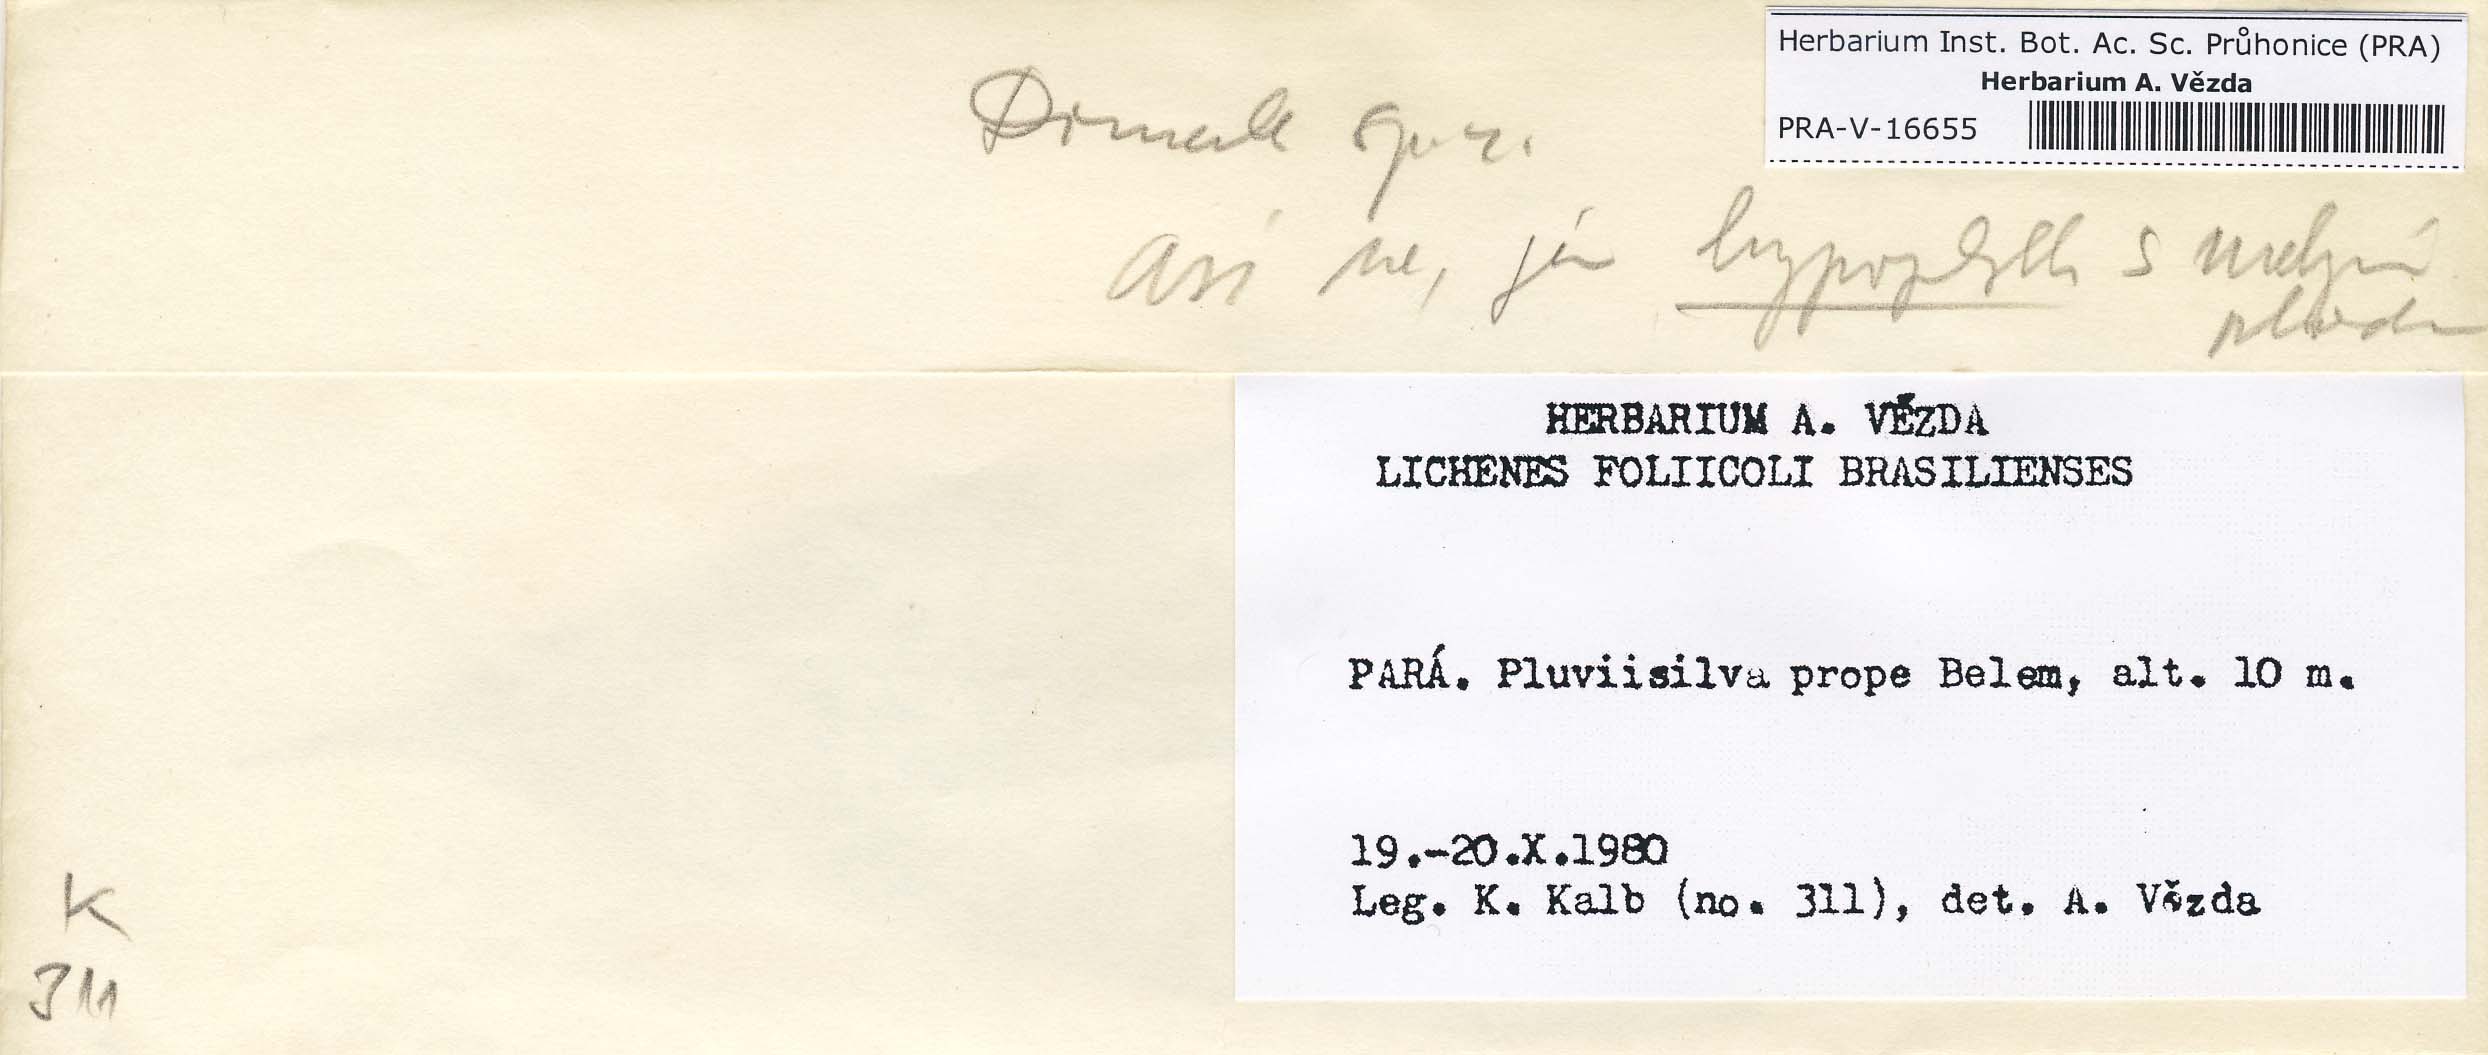 Herbarium Inst. Bot. Ac. Sc. Průhonice (PRA)
Herbarium A. Vězda
PRA-V-16655
asi ne, s
HERBARIUM A. VĚZDA
LICHENES FOLIICOLI BRASILIENSES
PARÁ. Pluviisilva prope Belem, alt. 10 m.
19.-20.X.1980
Leg. K. Kalb (no. 311), det. A. Vězda
K
311